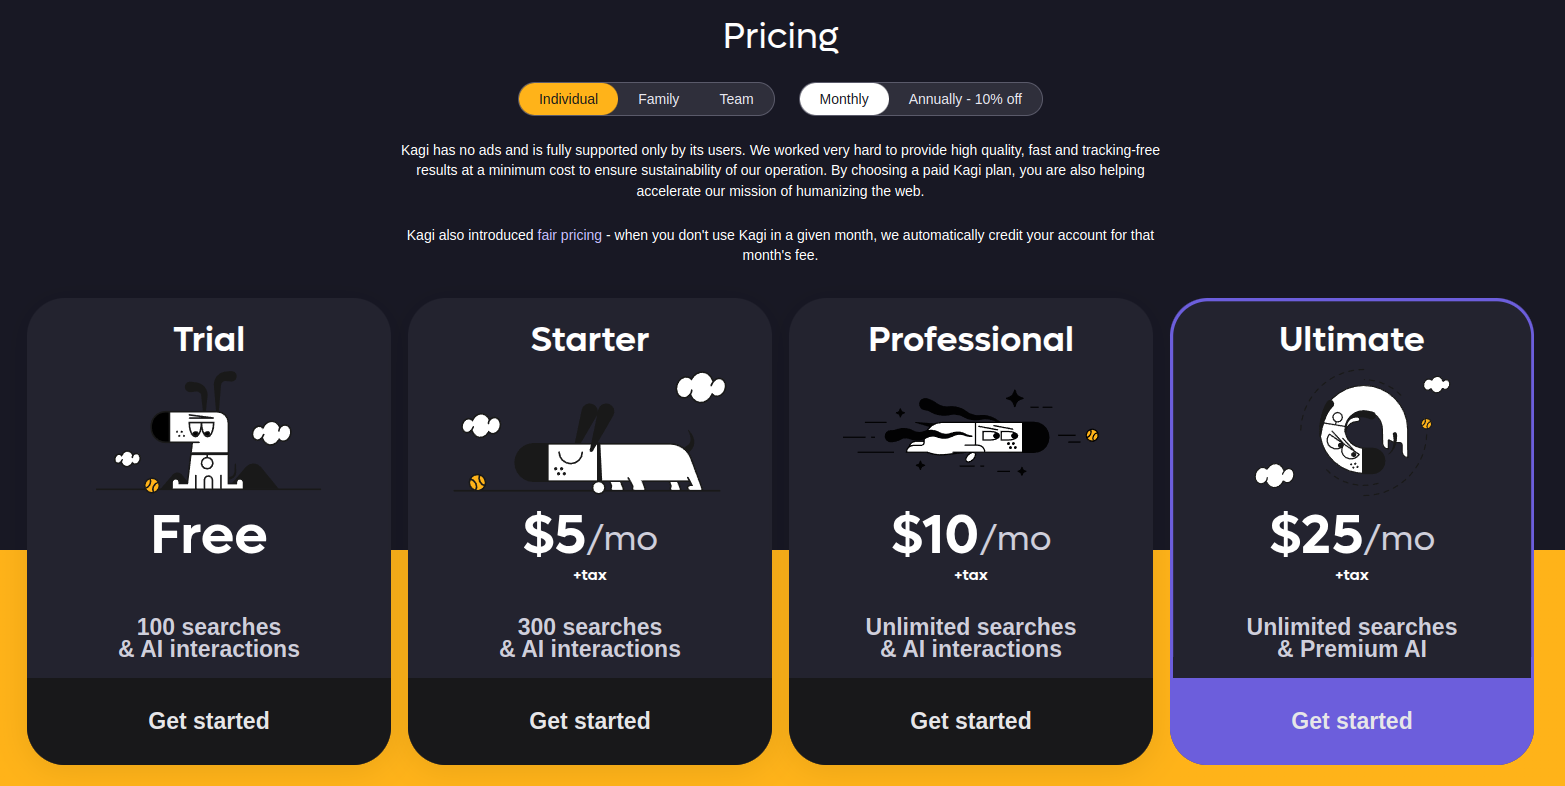 Pricing
Individual Family Team Monthly Annually - 10% off
Kagi has no ads and is fully supported only by its users. We worked very hard to provide high quality, fast and tracking-free
results at a minimum cost to ensure sustainability of our operation. By choosing a paid Kagi plan, you are also helping
accelerate our mission of humanizing the web.
Kagi also introduced fair pricing - when you don't use Kagi in a given month, we automatically credit your account for that
month's fee.
Trial
Free
100 searches
& AI interactions
Get started
Starter
$5/mo
+tax
300 searches
& AI interactions
Get started
Professional
$10/mo
+tax
Unlimited searches
& AI interactions
Get started
Ultimate
$25/mo
+tax
Unlimited searches
& Premium AI
Get started